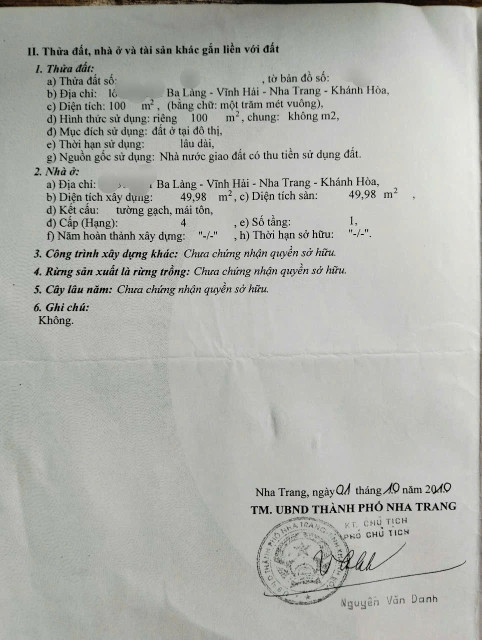 II. Thửa đất, nhà ở và tài sản khác gắn liền với đất
1. Thửa đất:
a) Thửa đất số: , tờ bản đồ số:
b) Địa chỉ: Ba Làng - Vĩnh Hải - Nha Trang - Khánh Hòa,
c) Diện tích: 100 m², (bằng chữ: một trăm mét vuông),
d) Hình thức sử dụng: riêng 100 m², chung: không m2,
đ) Mục đích sử dụng: đất ở tại đô thị,
e) Thời hạn sử dụng: lâu dài,
g) Nguồn gốc sử dụng: Nhà nước giao đất có thu tiền sử dụng đất.
2. Nhà ở:
a) Địa chỉ: Ba Làng - Vĩnh Hải - Nha Trang - Khánh Hòa,
b) Diện tích xây dựng: 49,98 m², c) Diện tích sàn: 49,98 m² ,
d) Kết cấu: tường gạch, mái tôn,
đ) Cấp (Hạng): 4 , e) Số tầng: 1,
f) Năm hoàn thành xây dựng: "-/-" , h) Thời hạn sở hữu: "-/-".
3. Công trình xây dựng khác: Chưa chứng nhận quyền sở hữu.
4. Rừng sản xuất là rừng trồng: Chưa chứng nhận quyền sở hữu.
5. Cây lâu năm: Chưa chứng nhận quyền sở hữu.
6. Ghi chú:
Không.
Nha Trang, ngày 01 tháng 10 năm 2010
TM. UBND THÀNH PHỐ NHA TRANG
KT. CHỦ TỊCH
PHÓ CHỦ TỊCH
Nguyễn Văn Danh